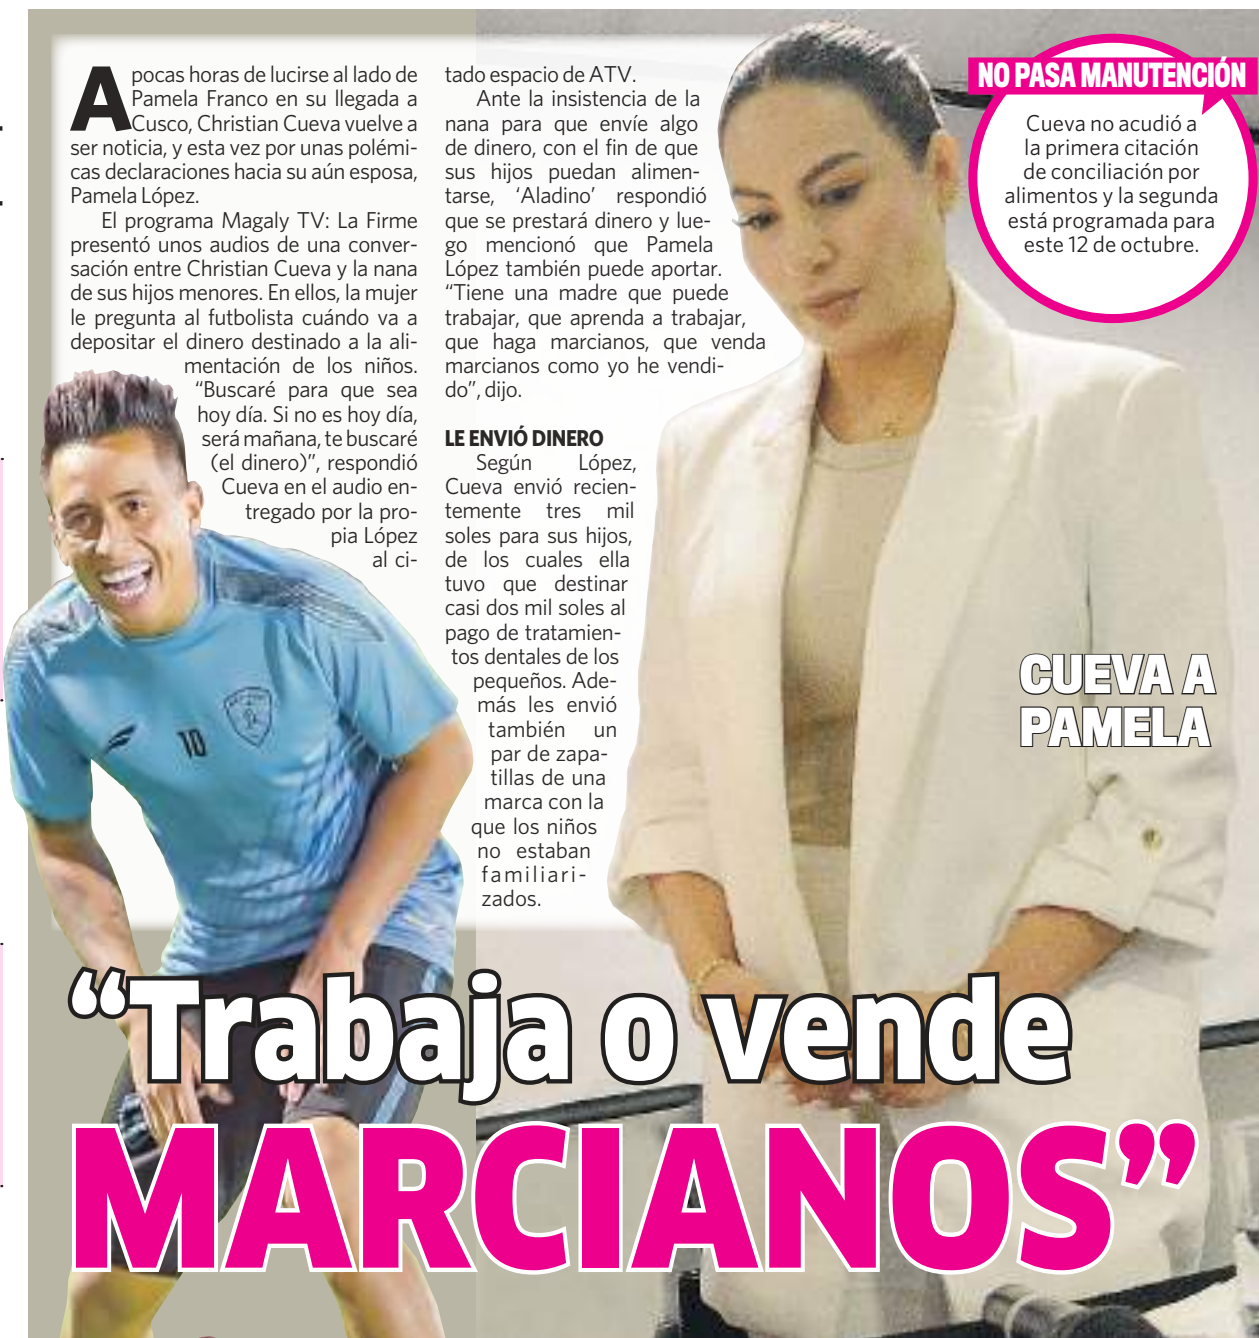 A pocas horas de lucirse al lado de
Pamela Franco en su llegada a
Cusco, Christian Cueva vuelve a
ser noticia, y esta vez por unas polémi-
cas declaraciones hacia su aún esposa,
Pamela López.
El programa Magaly TV: La Firme
presentó unos audios de una conver-
sación entre Christian Cueva y la nana
de sus hijos menores. En ellos, la mujer
le pregunta al futbolista cuándo va a
depositar el dinero destinado a la ali-
mentación de los niños.
“Buscaré para que sea
hoy día. Si no es hoy día,
será mañana, te buscaré
(el dinero)”, respondió
Cueva en el audio en-
tregado por la pro-
pia López
al ci-
tado espacio de ATV.
Ante la insistencia de la
nana para que envíe algo
de dinero, con el fin de que
sus hijos puedan alimen-
tarse, ‘Aladino’ respondió
que se prestará dinero y lue-
go mencionó que Pamela
López también puede aportar.
“Tiene una madre que puede
trabajar, que aprenda a trabajar,
que haga marcianos, que venda
marcianos como yo he vendi-
do”, dijo.
LE ENVIÓ DINERO
Según López,
Cueva envió recien-
temente tres mil
soles para sus hijos,
de los cuales ella
tuvo que destinar
casi dos mil soles al
pago de tratamien-
tos dentales de los
pequeños. Ade-
más les envió
también un
par de zapa-
tillas de una
marca con la
que los niños
no estaban
familiari-
zados.
NO PASA MANUTENCIÓN
Cueva no acudió a
la primera citación
de conciliación por
alimentos y la segunda
está programada para
este 12 de octubre.
10
CUEVA A
PAMELA
“Trabaja o vende
MARCIANOS”